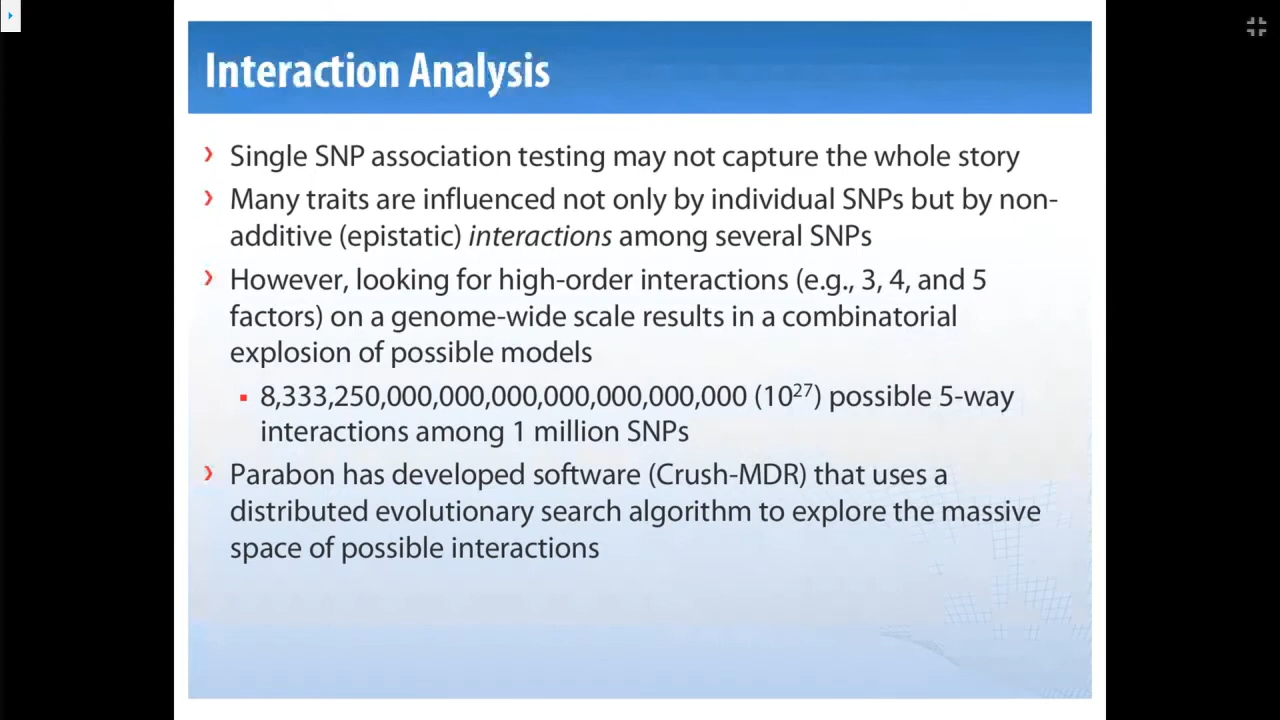 Interaction Analysis
Single SNP association testing may not capture the whole story
Many traits are influenced not only by individual SNPs but by non-
additive (epistatic) interactions among several SNPs
However, looking for high-order interactions (e.g., 3, 4, and 5
factors) on a genome-wide scale results in a combinatorial
explosion of possible models
8,333,250,000,000,000,000,000,000,000 (10²⁷) possible 5-way
interactions among 1 million SNPs
Parabon has developed software (Crush-MDR) that uses a
distributed evolutionary search algorithm to explore the massive
space of possible interactions